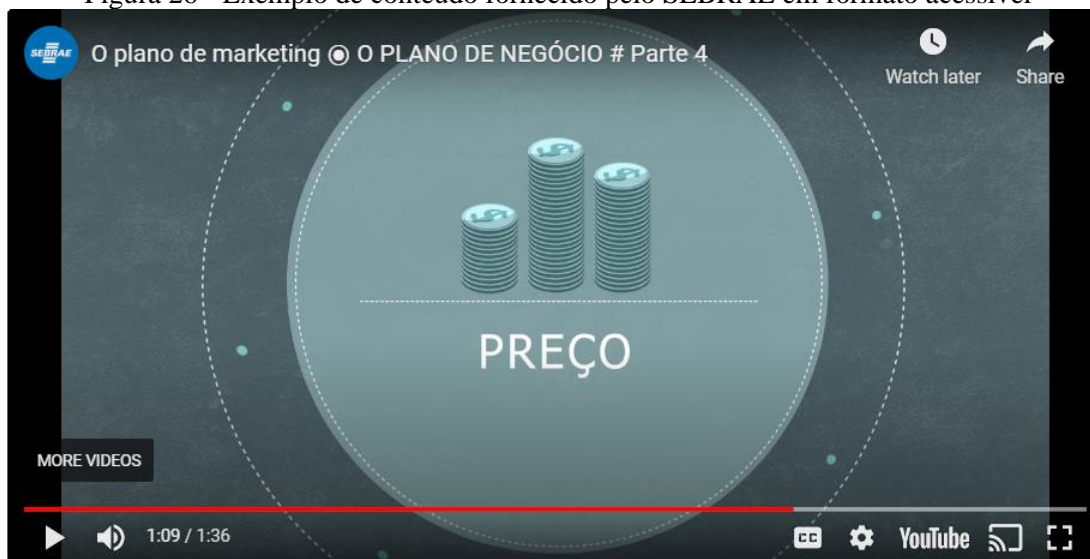 Figura 26 - Exemplo de conteúdo fornecido pelo SEBRAE em formato acessível
SEBRAE
O plano de marketing ◉ O PLANO DE NEGÓCIO # Parte 4
Watch later
Share
PREÇO
MORE VIDEOS
1:09 / 1:36
CC
YouTube